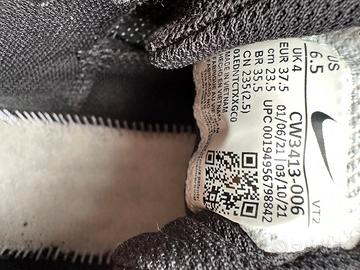 US
6.5
UK 4
EUR 37.5
cm 23.5
BR 35.5
CN 235(2.5)
VT2
CW3413-006
01/06/21 03/10/21
UPC 00194956798842
MADE IN VIETNAM